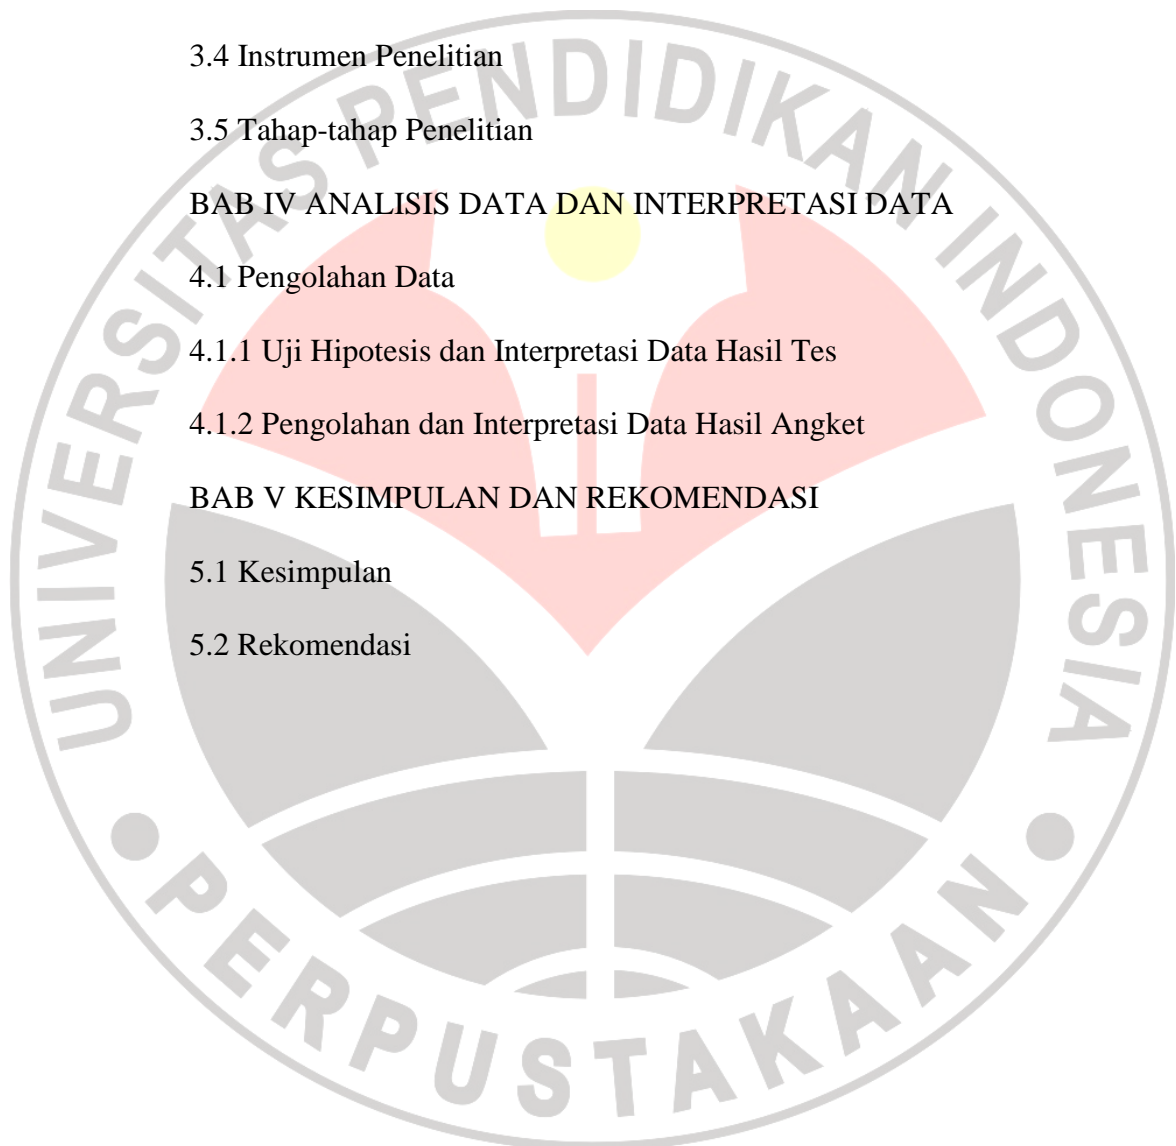 3.4 Instrumen Penelitian
3.5 Tahap-tahap Penelitian
BAB IV ANALISIS DATA DAN INTERPRETASI DATA
4.1 Pengolahan Data
4.1.1 Uji Hipotesis dan Interpretasi Data Hasil Tes
4.1.2 Pengolahan dan Interpretasi Data Hasil Angket
BAB V KESIMPULAN DAN REKOMENDASI
5.1 Kesimpulan
5.2 Rekomendasi
UNIVERSITAS PENDIDIKAN INDONESIA
PERPUSTAKAAN